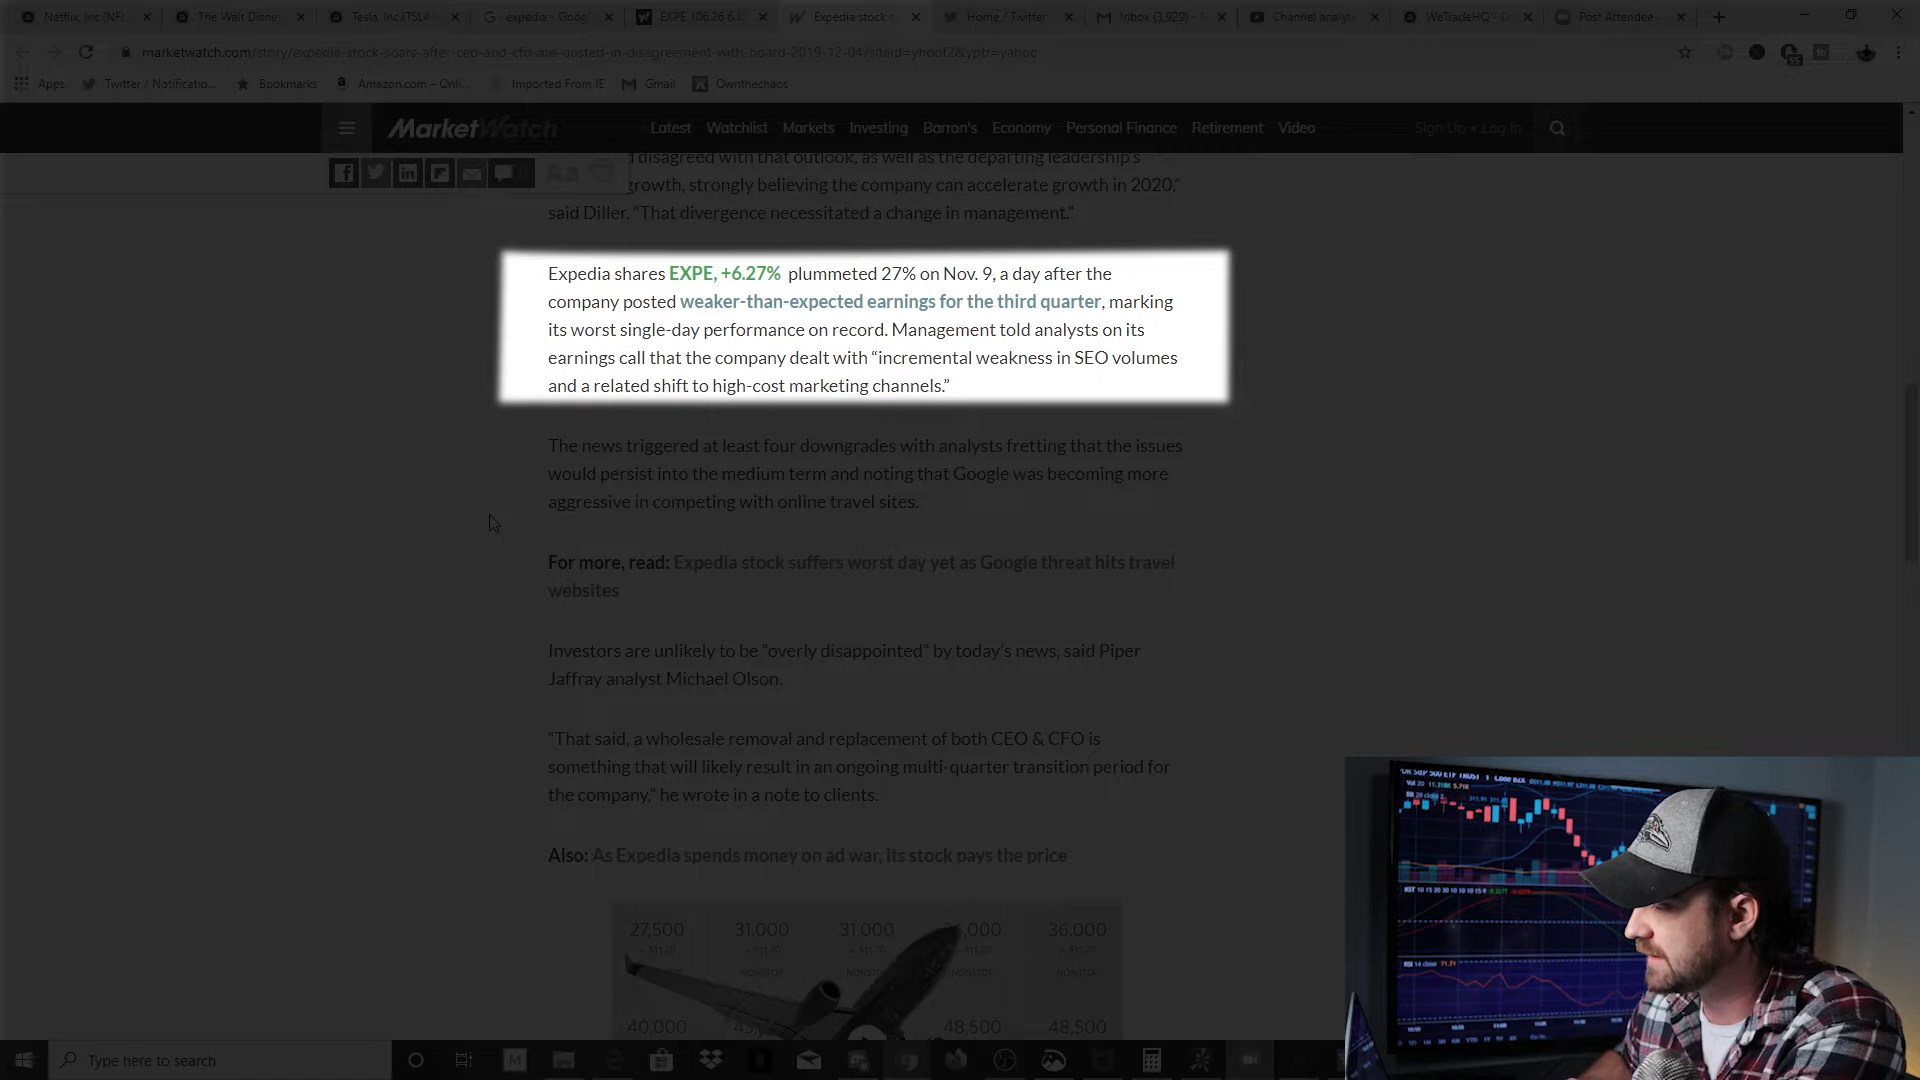 Netflix, Inc.(NFL
The Walt Disne
Tesla, Inc.(TSLA
expedia - Goog
EXPE 106.26 6.8
Expedia stock s
Home / Twitter
Inbox (3,929) -
Channel analyt
WeTradeHQ - D
Post Attendee -
marketwatch.com/story/expedia-stock-soars-after-ceo-and-cfo-are-ousted-in-disagreement-with-board-2019-12-04/siteid=yhoof2&yptr=yahoo
Apps
Twitter / Notificatio...
Bookmarks
Amazon.com – Onli...
Imported From IE
Gmail
Ownthechaos
MarketWatch
Latest
Watchlist
Markets
Investing
Barron's
Economy
Personal Finance
Retirement
Video
Sign Up • Log In
disagreed with that outlook, as well as the departing leadership's
growth, strongly believing the company can accelerate growth in 2020,"
said Diller. “That divergence necessitated a change in management.”
Expedia shares EXPE, +6.27% plummeted 27% on Nov. 9, a day after the
company posted weaker-than-expected earnings for the third quarter, marking
its worst single-day performance on record. Management told analysts on its
earnings call that the company dealt with “incremental weakness in SEO volumes
and a related shift to high-cost marketing channels.”
The news triggered at least four downgrades with analysts fretting that the issues
would persist into the medium term and noting that Google was becoming more
aggressive in competing with online travel sites.
For more, read: Expedia stock suffers worst day yet as Google threat hits travel
websites
Investors are unlikely to be “overly disappointed” by today’s news, said Piper
Jaffray analyst Michael Olson.
“That said, a wholesale removal and replacement of both CEO & CFO is
something that will likely result in an ongoing multi-quarter transition period for
the company,” he wrote in a note to clients.
Also: As Expedia spends money on ad war, its stock pays the price
27,500
31,000
31,000
,000
36,000
NONSTOP
NONSTOP
40,000
48,500
48,500
Type here to search
RSI 14 close 71.71